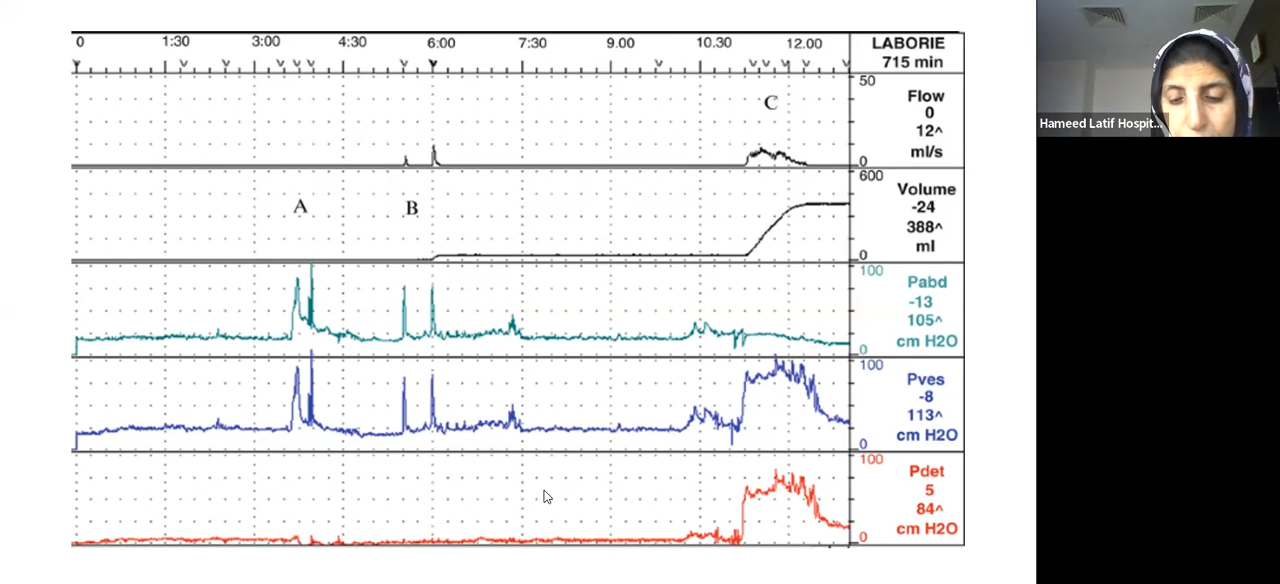 0 1:30 3:00 4:30 6:00 7:30 9.00 10.30 12.00 LABORIE
715 min
50
C
Flow
0
12^
ml/s
0
600
A B
Volume
-24
388^
ml
0
100
Pabd
-13
105^
cm H2O
0
100
Pves
-8
113^
cm H2O
0
100
Pdet
5
84^
cm H2O
0
Hameed Latif Hospit...